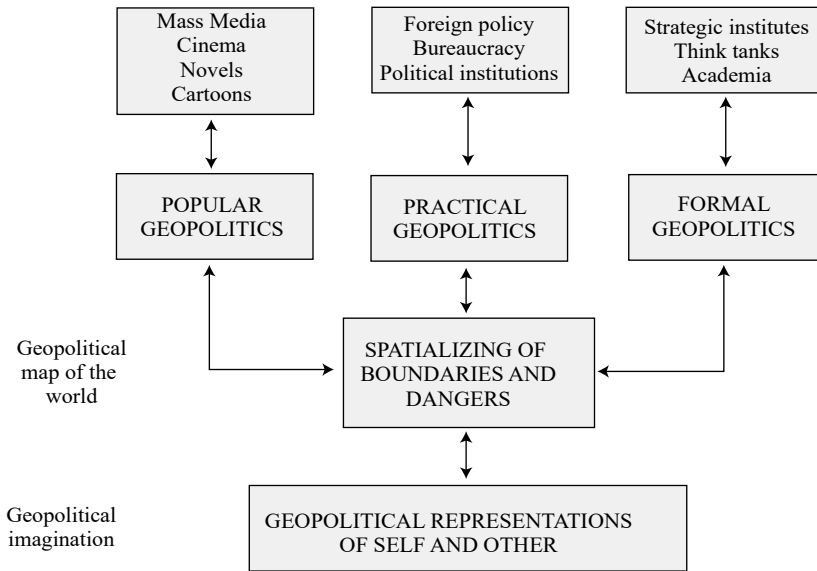 Mass Media
Cinema
Novels
Cartoons
Foreign policy
Bureaucracy
Political institutions
Strategic institutes
Think tanks
Academia
POPULAR
GEOPOLITICS
PRACTICAL
GEOPOLITICS
FORMAL
GEOPOLITICS
Geopolitical
map of the
world
SPATIALIZING OF
BOUNDARIES AND
DANGERS
Geopolitical
imagination
GEOPOLITICAL REPRESENTATIONS
OF SELF AND OTHER